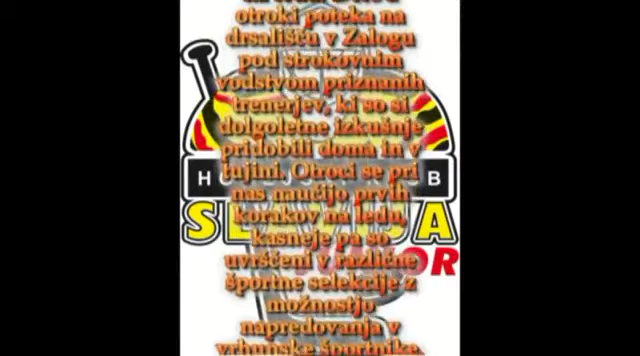 otroki poteka na
drsališču v Zalogu
pod strokovnim
vodstvom priznanih
trenerjev, ki so si
dolgoletne izkušnje
pridobili doma in v
tujini. Otroci se pri
nas naučijo prvih
korakov na ledu,
kasneje pa so
uvrščeni v različne
športne selekcije z
možnostjo
napredovanja v
vrhunske športnike.